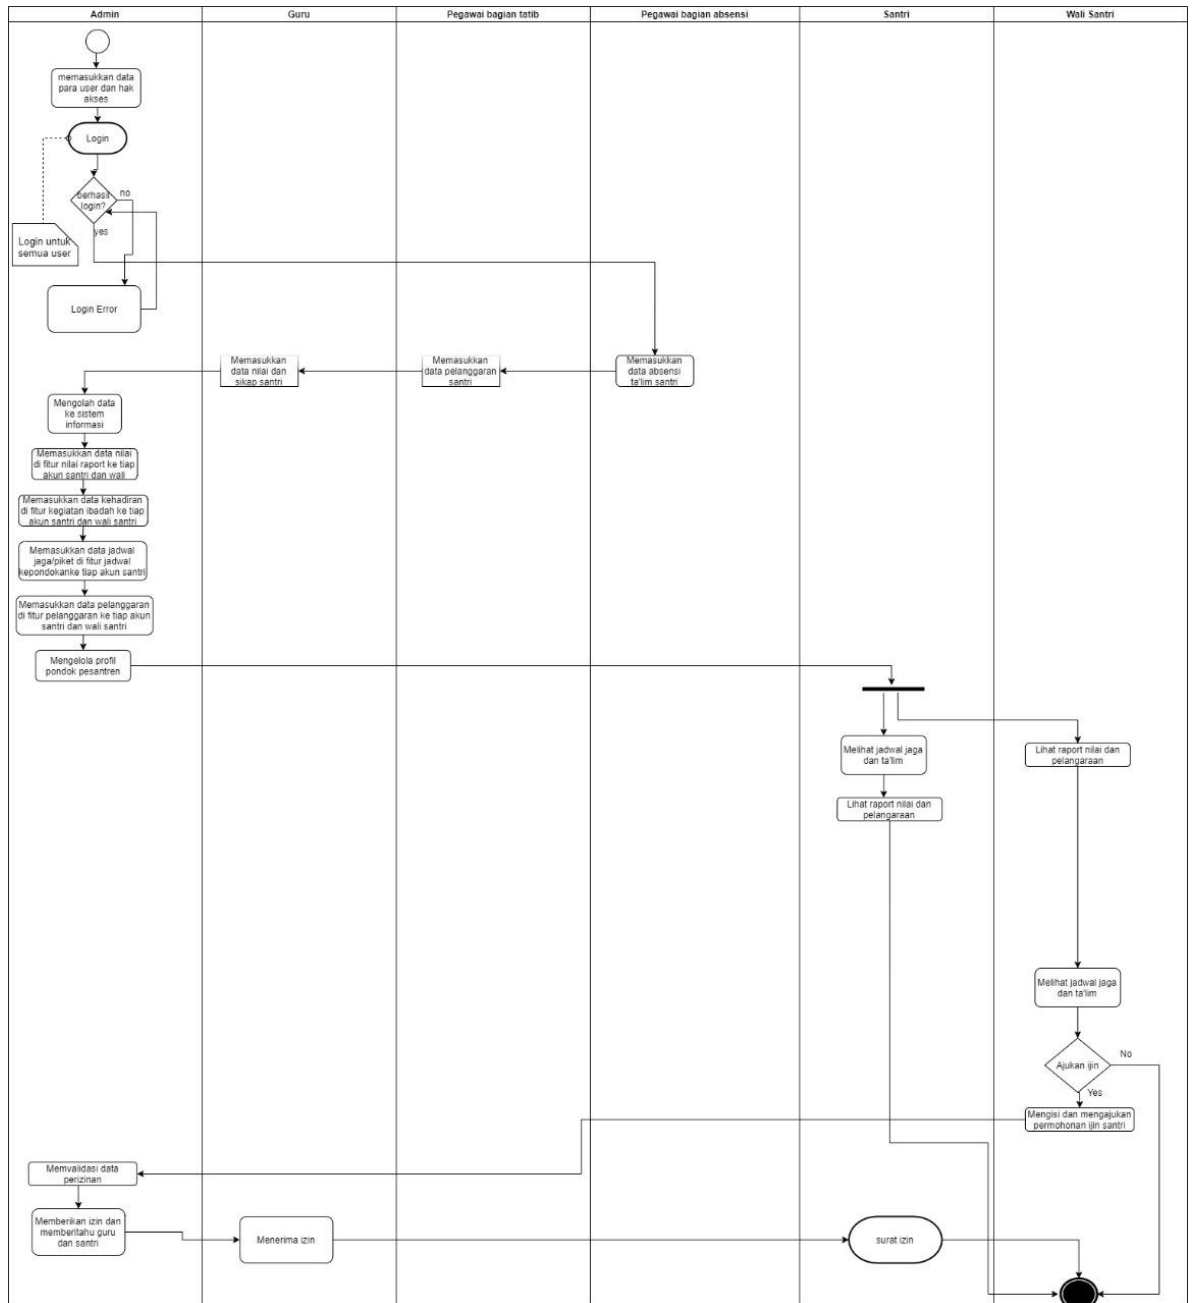 Admin
Guru
Pegawai bagian tatib
Pegawai bagian absensi
Santri
Wali Santri
memasukkan data
para user dan hak
akses
Login
berhasil
login?
no
yes
Login untuk
semua user
Login Error
Memasukkan
data nilai dan
sikap santri
Memasukkan
data pelanggaran
santri
Memasukkan
data absensi
ta'lim santri
Mengolah data
ke sistem
informasi
Memasukkan data nilai
di fitur nilai raport ke tiap
akun santri dan wali
Memasukkan data kehadiran
di fitur kegiatan ibadah ke tiap
akun santri dan wali santri
Memasukkan data jadwal
jaga/piket di fitur jadwal
kepondokanke tiap akun santri
Memasukkan data pelanggaran
di fitur pelanggaran ke tiap akun
santri dan wali santri
Mengelola profil
pondok pesantren
Melihat jadwal jaga
dan ta'lim
Lihat raport nilai dan
pelangaraan
Lihat raport nilai dan
pelangaraan
Melihat jadwal jaga
dan ta'lim
Ajukan ijin
No
Yes
Mengisi dan mengajukan
permohonan ijin santri
Memvalidasi data
perizinan
Memberikan izin dan
memberitahu guru
dan santri
Menerima izin
surat izin